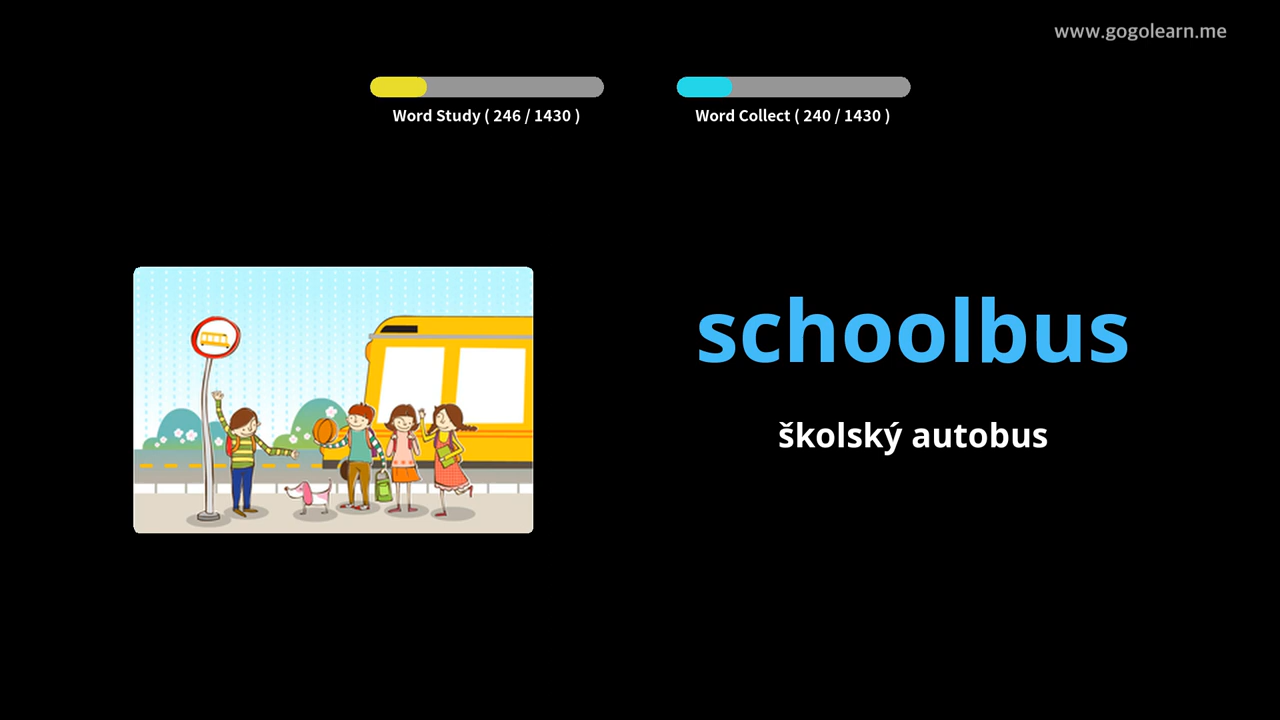 www.gogolearn.me
Word Study ( 246 / 1430 )
Word Collect ( 240 / 1430 )
schoolbus
školský autobus